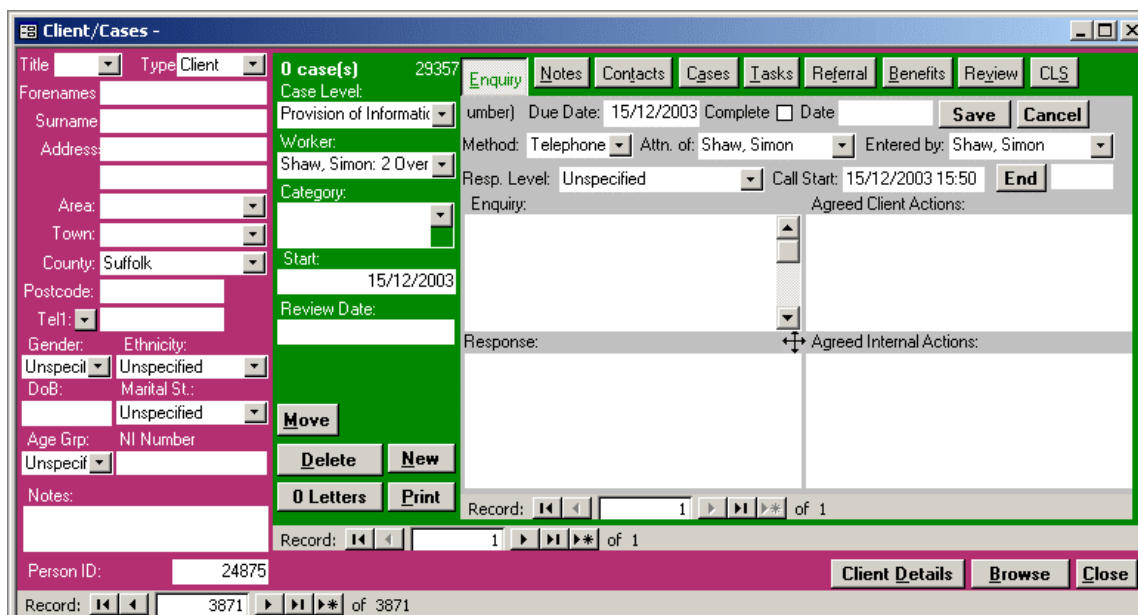 Client/Cases -
Title Type Client
Forenames
Surname
Address:
Area:
Town:
County: Suffolk
Postcode:
Tel1:
Gender: Ethnicity:
Unspecil Unspecified
DoB: Marital St.:
Unspecified
Age Grp: NI Number
Unspecif
Notes:
Person ID: 24875
Record: 3871 of 3871
0 case(s) 29357
Case Level:
Provision of Informatic
Worker:
Shaw, Simon: 2 Over
Category:
Start:
15/12/2003
Review Date:
Move
Delete New
0 Letters Print
Record: 1 of 1
Enquiry Notes Contacts Cases Tasks Referral Benefits Review CLS
umber) Due Date: 15/12/2003 Complete Date Save Cancel
Method: Telephone Attn. of: Shaw, Simon Entered by: Shaw, Simon
Resp. Level: Unspecified Call Start: 15/12/2003 15:50 End
Enquiry: Agreed Client Actions:
Response: Agreed Internal Actions:
Record: 1 of 1
Client Details Browse Close